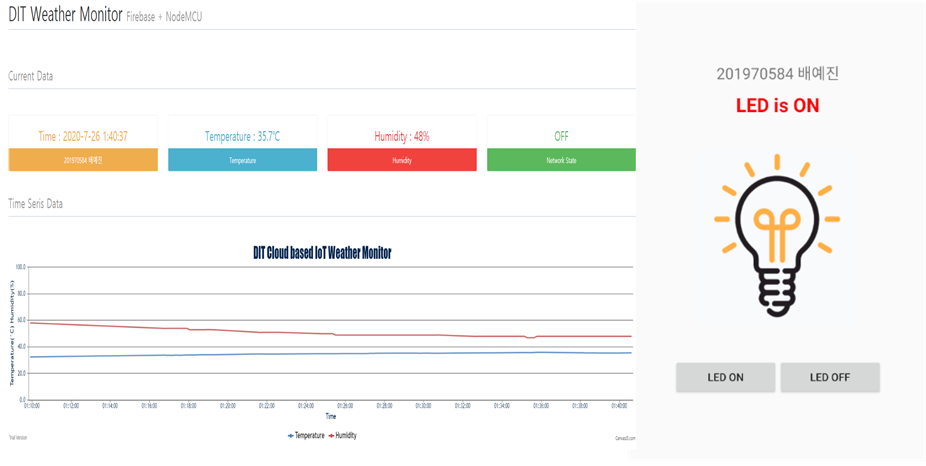 DIT Weather Monitor Firebase + NodeMCU
Current Data
Time : 2020-7-26 1:40:37
201970584 배예진
Temperature : 35.7°C
Temperature
Humidity : 48%
Humidity
OFF
Network State
Time Seris Data
DIT Cloud based IoT Weather Monitor
Temperature(°C) Humidity(%)
100.0
80.0
60.0
40.0
20.0
0.0
01:10:00 01:12:00 01:14:00 01:16:00 01:18:00 01:20:00 01:22:00 01:24:00 01:26:00 01:28:00 01:30:00 01:32:00 01:34:00 01:36:00 01:38:00 01:40:00
Time
Temperature Humidity
Trial Version
CanvasJS.com
201970584 배예진
LED is ON
LED ON
LED OFF